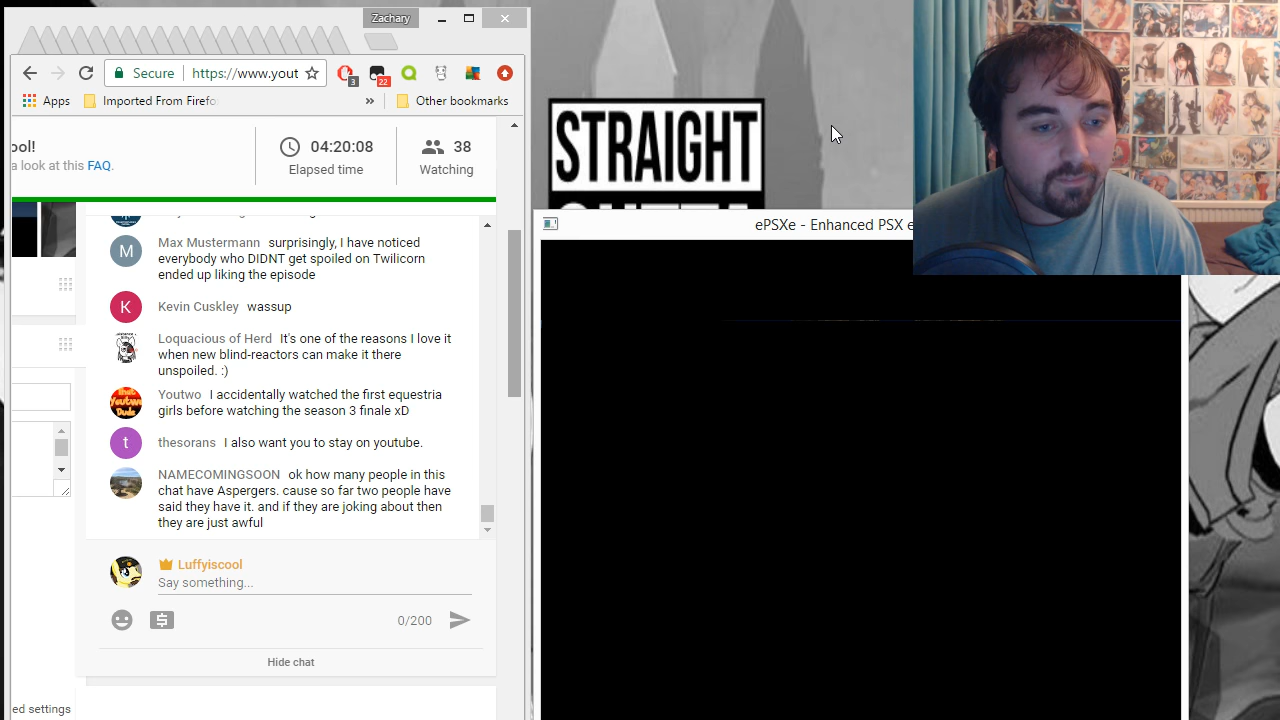 Zachary
Secure https://www.yout
3
22
Apps Imported From Firefo » Other bookmarks
ool! 04:20:08 38
a look at this FAQ. Elapsed time Watching
STRAIGHT
ePSXe - Enhanced PSX e
M Max Mustermann surprisingly, I have noticed
everybody who DIDNT get spoiled on Twilicorn
ended up liking the episode
K Kevin Cuskley wassup
Loquacious of Herd It's one of the reasons I love it
when new blind-reactors can make it there
unspoiled. :)
Youtwo I accidentally watched the first equestria
girls before watching the season 3 finale xD
t thesorans I also want you to stay on youtube.
NAMECOMINGSOON ok how many people in this
chat have Aspergers. cause so far two people have
said they have it. and if they are joking about then
they are just awful
Luffyiscool
Say something...
0/200
Hide chat
ed settings